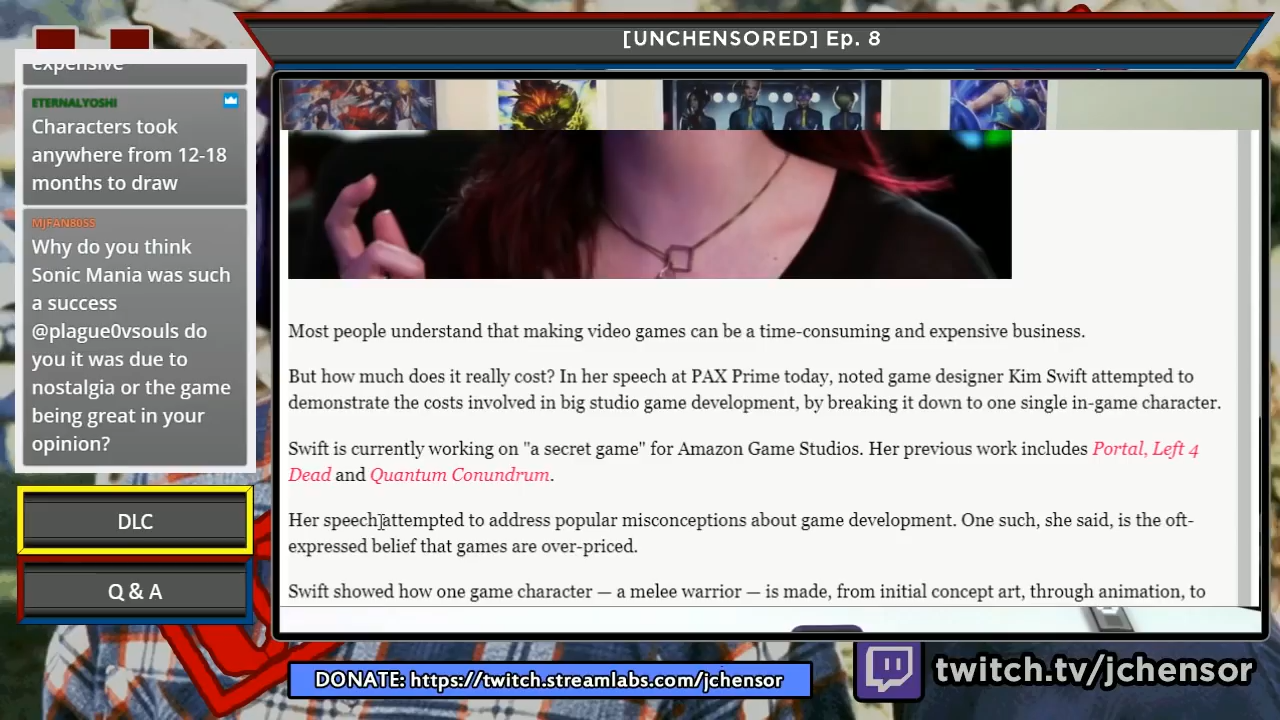 [UNCHENSORED] Ep. 8
expensive
ETERNALYOSHI
Characters took
anywhere from 12-18
months to draw
MJFAN8055
Why do you think
Sonic Mania was such
a success
@plague0vsouls do
you it was due to
nostalgia or the game
being great in your
opinion?
DLC
Q & A
Most people understand that making video games can be a time-consuming and expensive business.
But how much does it really cost? In her speech at PAX Prime today, noted game designer Kim Swift attempted to
demonstrate the costs involved in big studio game development, by breaking it down to one single in-game character.
Swift is currently working on "a secret game" for Amazon Game Studios. Her previous work includes Portal, Left 4
Dead and Quantum Conundrum.
Her speech attempted to address popular misconceptions about game development. One such, she said, is the oft-
expressed belief that games are over-priced.
Swift showed how one game character — a melee warrior — is made, from initial concept art, through animation, to
DONATE: https://twitch.streamlabs.com/jchensor
twitch.tv/jchensor